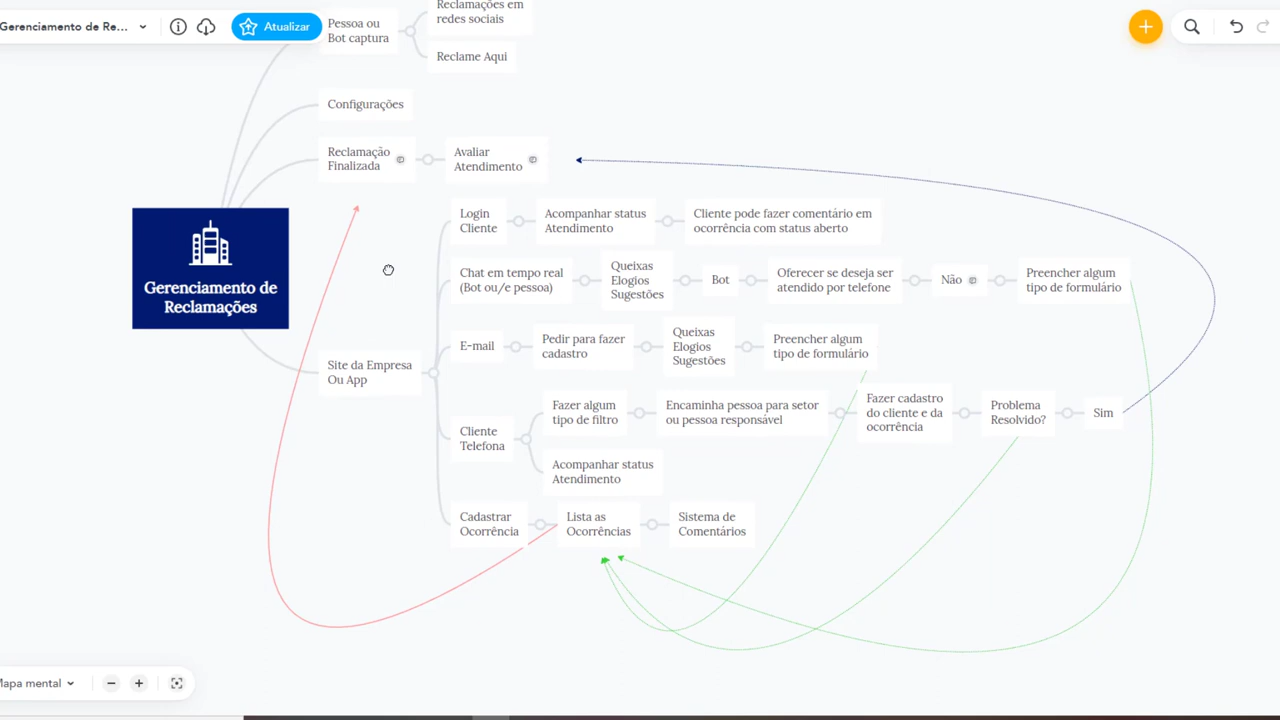 Gerenciamento de Re...
Atualizar
Pessoa ou
Bot captura
Reclamações em
redes sociais
Reclame Aqui
Configurações
Reclamação
Finalizada
Avaliar
Atendimento
Gerenciamento de
Reclamações
Site da Empresa
Ou App
Login
Cliente
Acompanhar status
Atendimento
Cliente pode fazer comentário em
ocorrência com status aberto
Chat em tempo real
(Bot ou/e pessoa)
Queixas
Elogios
Sugestões
Bot
Oferecer se deseja ser
atendido por telefone
Não
Preencher algum
tipo de formulário
E-mail
Pedir para fazer
cadastro
Queixas
Elogios
Sugestões
Preencher algum
tipo de formulário
Cliente
Telefona
Fazer algum
tipo de filtro
Encaminha pessoa para setor
ou pessoa responsável
Fazer cadastro
do cliente e da
ocorrência
Problema
Resolvido?
Sim
Acompanhar status
Atendimento
Cadastrar
Ocorrência
Lista as
Ocorrências
Sistema de
Comentários
Mapa mental